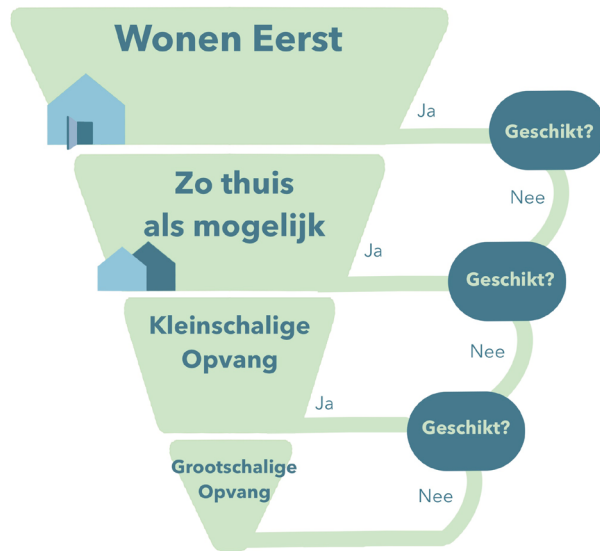 Wonen Eerst
Ja
Geschikt?
Nee
Zo thuis
als mogelijk
Ja
Geschikt?
Nee
Kleinschalige
Opvang
Ja
Geschikt?
Nee
Grootschalige
Opvang